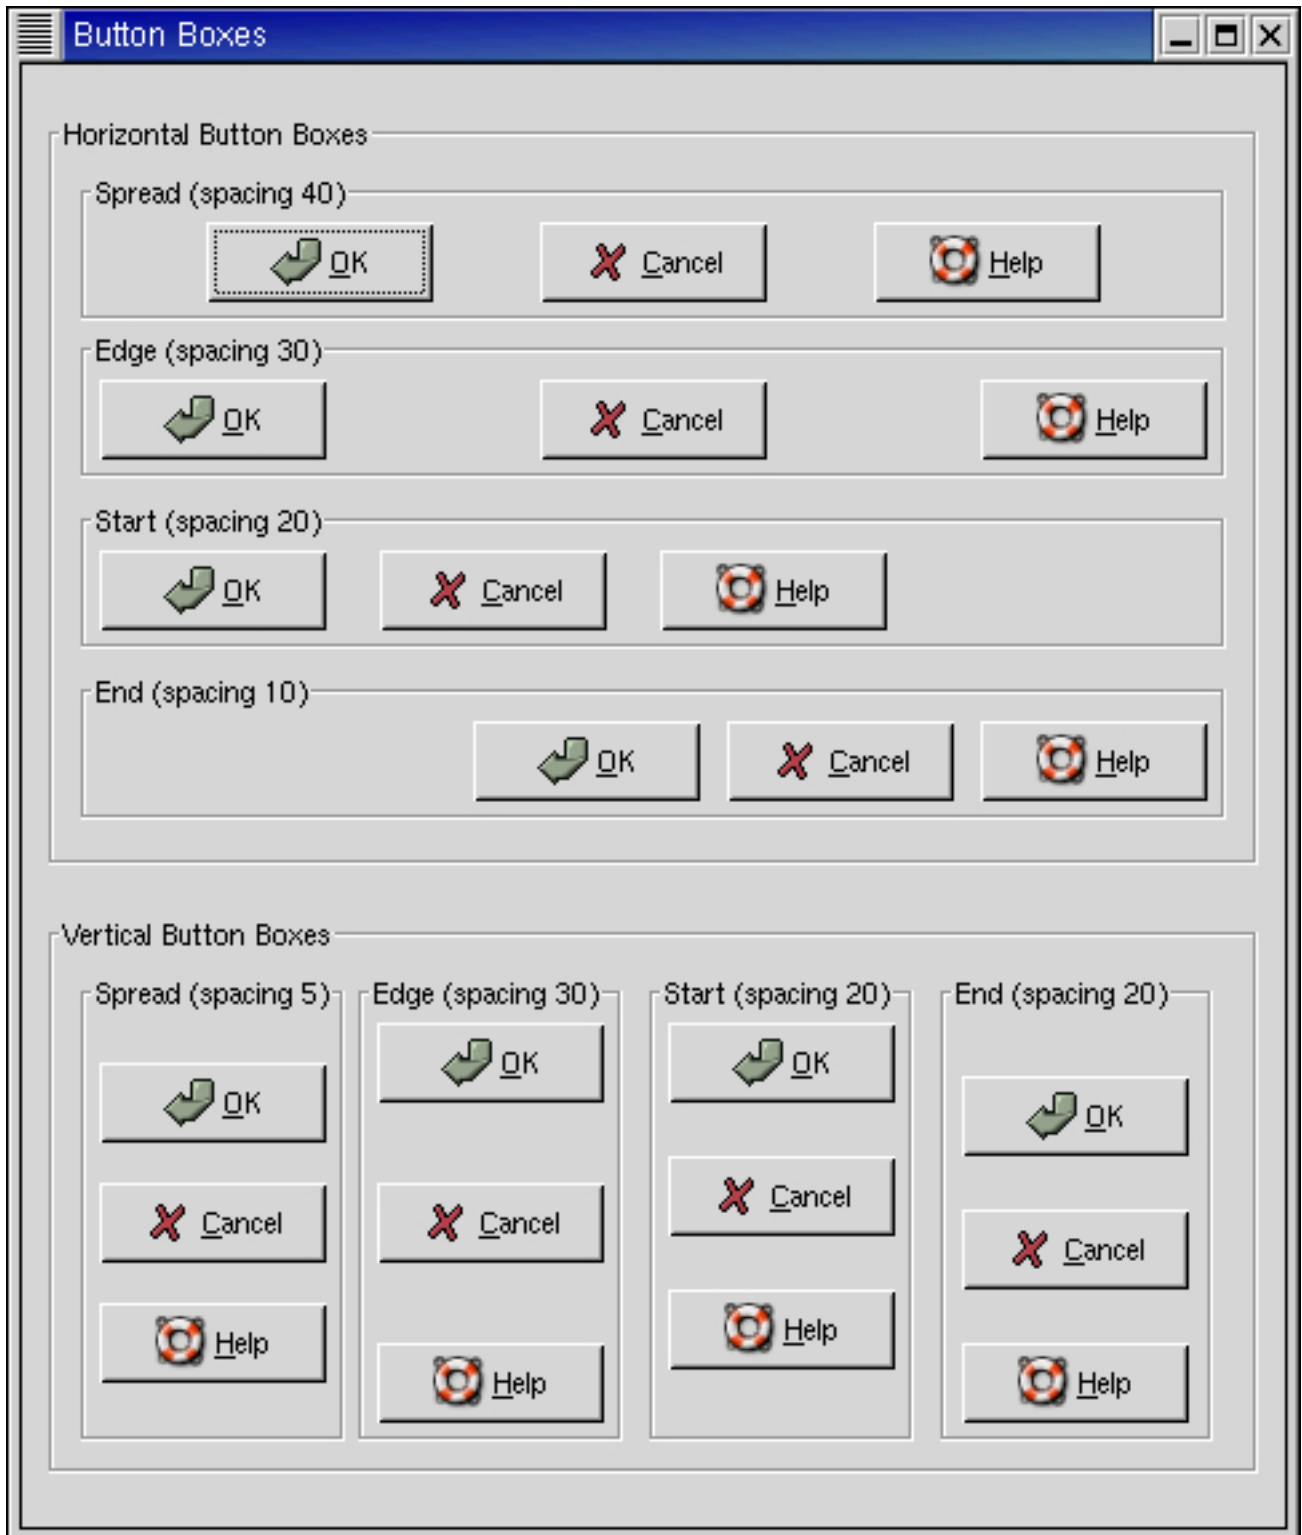 Button Boxes
Horizontal Button Boxes
Spread (spacing 40)
OK Cancel Help
Edge (spacing 30)
OK Cancel Help
Start (spacing 20)
OK Cancel Help
End (spacing 10)
OK Cancel Help
Vertical Button Boxes
Spread (spacing 5)
OK
Cancel
Help
Edge (spacing 30)
OK
Cancel
Help
Start (spacing 20)
OK
Cancel
Help
End (spacing 20)
OK
Cancel
Help